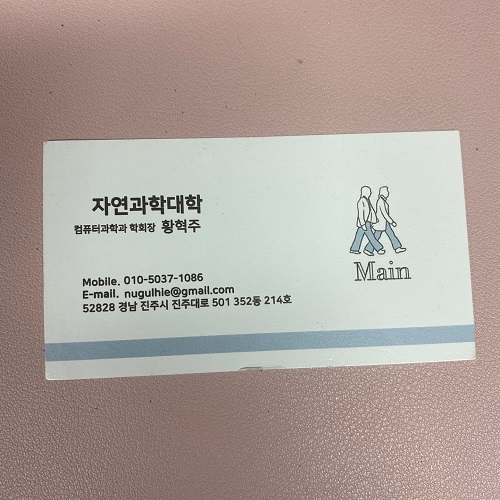 자연과학대학
컴퓨터과학과 학회장 황혁주
Mobile. 010-5037-1086
E-mail. nugulhie@gmail.com
52828 경남 진주시 진주대로 501 352동 214호
Main